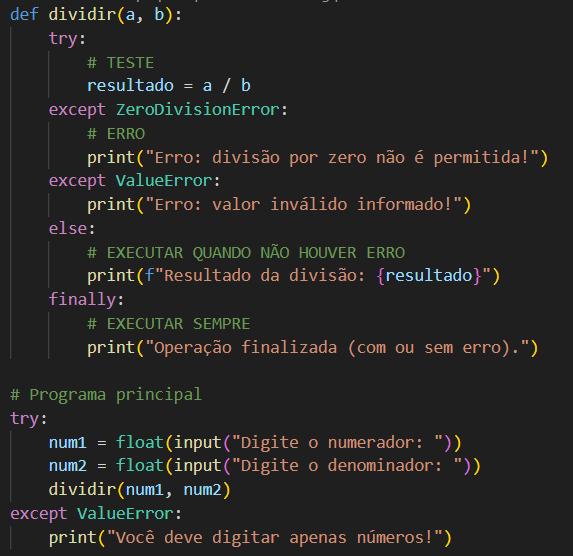 def dividir(a, b):
    try:
        # TESTE
        resultado = a / b
    except ZeroDivisionError:
        # ERRO
        print("Erro: divisão por zero não é permitida!")
    except ValueError:
        print("Erro: valor inválido informado!")
    else:
        # EXECUTAR QUANDO NÃO HOUVER ERRO
        print(f"Resultado da divisão: {resultado}")
    finally:
        # EXECUTAR SEMPRE
        print("Operação finalizada (com ou sem erro).")

# Programa principal
try:
    num1 = float(input("Digite o numerador: "))
    num2 = float(input("Digite o denominador: "))
    dividir(num1, num2)
except ValueError:
    print("Você deve digitar apenas números!")